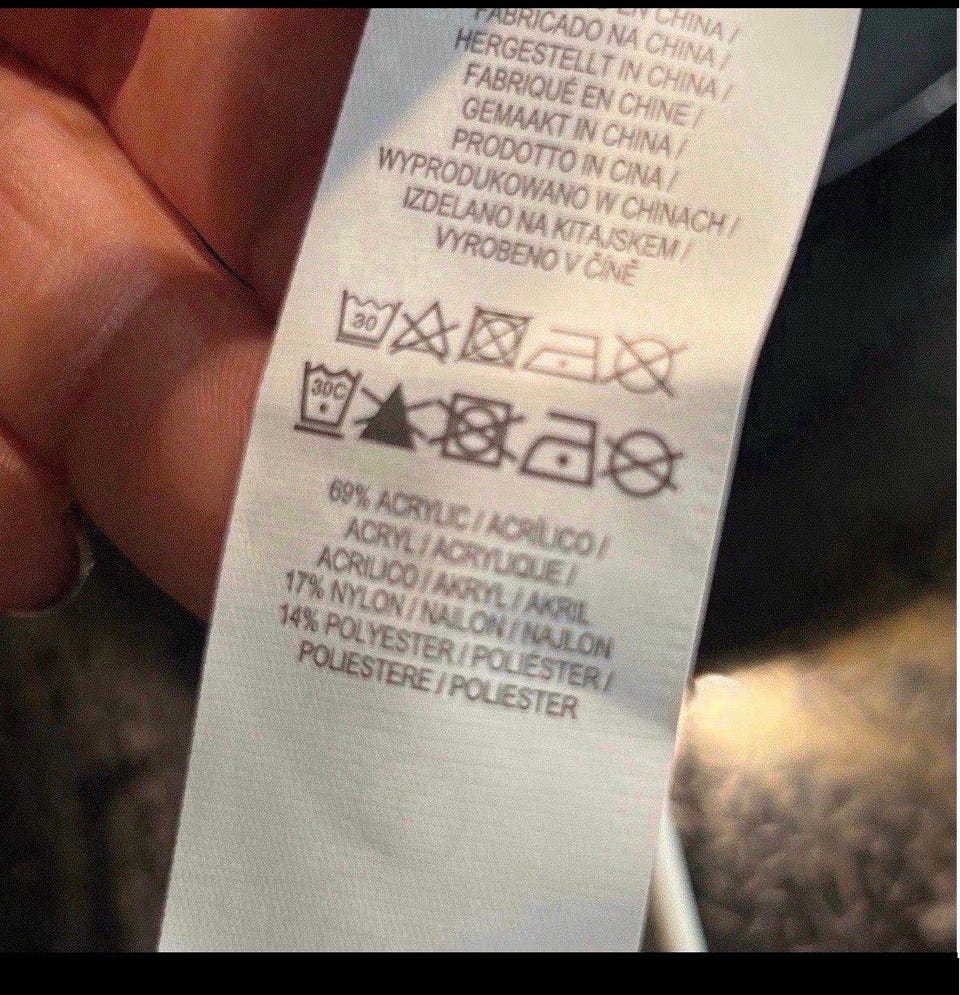 EN CHINA /
FABRICADO NA CHINA /
HERGESTELLT IN CHINA /
FABRIQUÉ EN CHINE /
GEMAAKT IN CHINA /
PRODOTTO IN CINA /
WYPRODUKOWANO W CHINACH /
IZDELANO NA KITAJSKEM /
VYROBENO V ČÍNĚ
30
30C
69% ACRYLIC / ACRÍLICO /
ACRYL / ACRYLIQUE /
ACRILICO / AKRYL / AKRIL
17% NYLON / NAILON / NAJLON
14% POLYESTER / POLIÉSTER /
POLIESTERE / POLIESTER